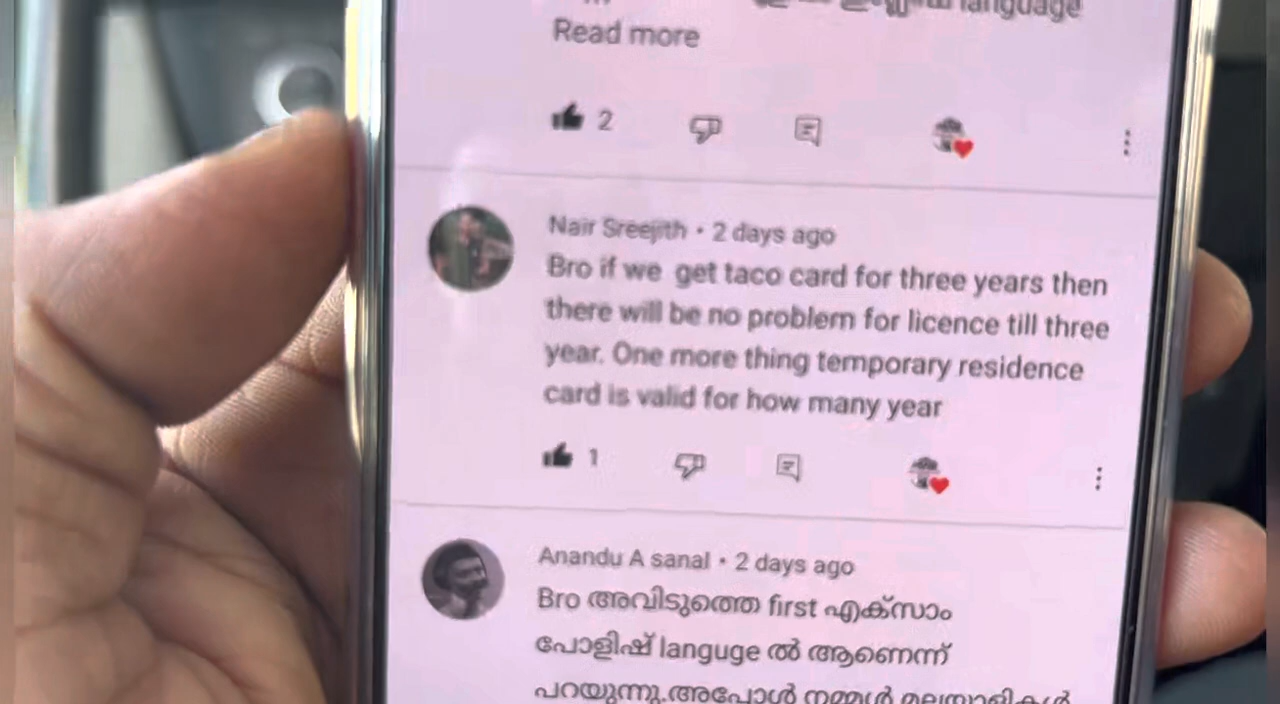 language
Read more
2
Nair Sreejith • 2 days ago
Bro if we get taco card for three years then
there will be no problem for licence till three
year. One more thing temporary residence
card is valid for how many year
1
Anandu A sanal • 2 days ago
Bro അവിടുത്തെ first എക്സാം
പോളിഷ് languge ൽ ആണെന്ന്
പറയുന്നു.അപ്പോൾ നമ്മൾ മലയാളികൾ